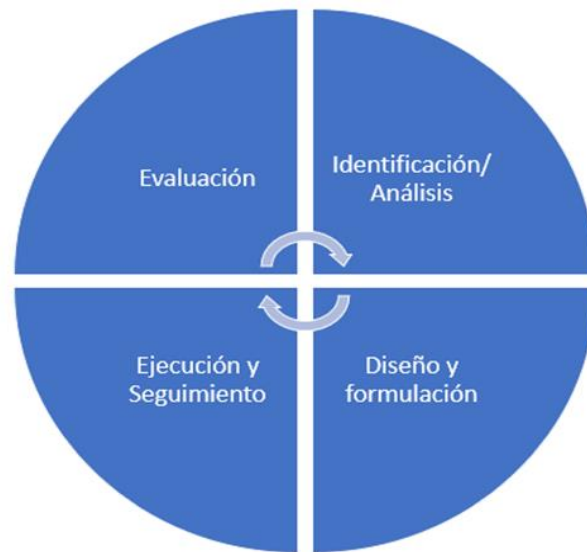 Evaluación
Identificación/
Análisis
Ejecución y
Seguimiento
Diseño y
formulación